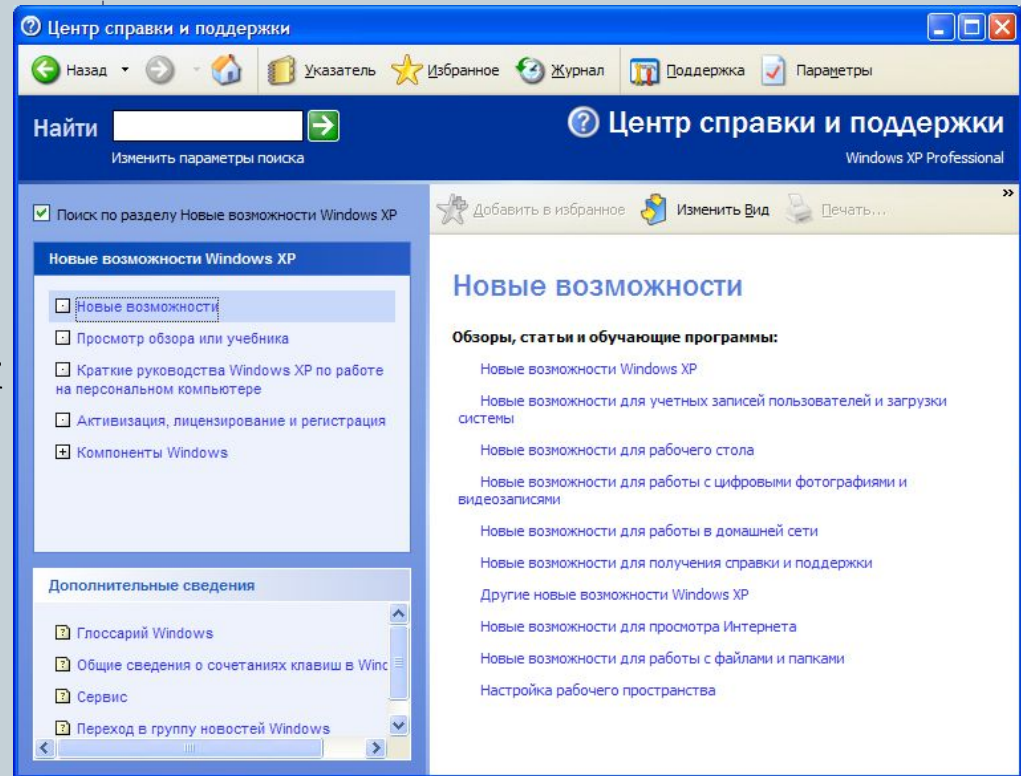 Центр справки и поддержки
Назад
Указатель
Избранное
Журнал
Поддержка
Параметры
Найти
Изменить параметры поиска
Центр справки и поддержки
Windows XP Professional
Поиск по разделу Новые возможности Windows XP
Новые возможности Windows XP
Новые возможности
Просмотр обзора или учебника
Краткие руководства Windows XP по работе
на персональном компьютере
Активизация, лицензирование и регистрация
Компоненты Windows
Дополнительные сведения
Глоссарий Windows
Общие сведения о сочетаниях клавиш в Winc
Сервис
Переход в группу новостей Windows
Добавить в избранное
Изменить Вид
Печать...
»
Новые возможности
Обзоры, статьи и обучающие программы:
Новые возможности Windows XP
Новые возможности для учетных записей пользователей и загрузки
системы
Новые возможности для рабочего стола
Новые возможности для работы с цифровыми фотографиями и
видеозаписями
Новые возможности для работы в домашней сети
Новые возможности для получения справки и поддержки
Другие новые возможности Windows XP
Новые возможности для просмотра Интернета
Новые возможности для работы с файлами и папками
Настройка рабочего пространства